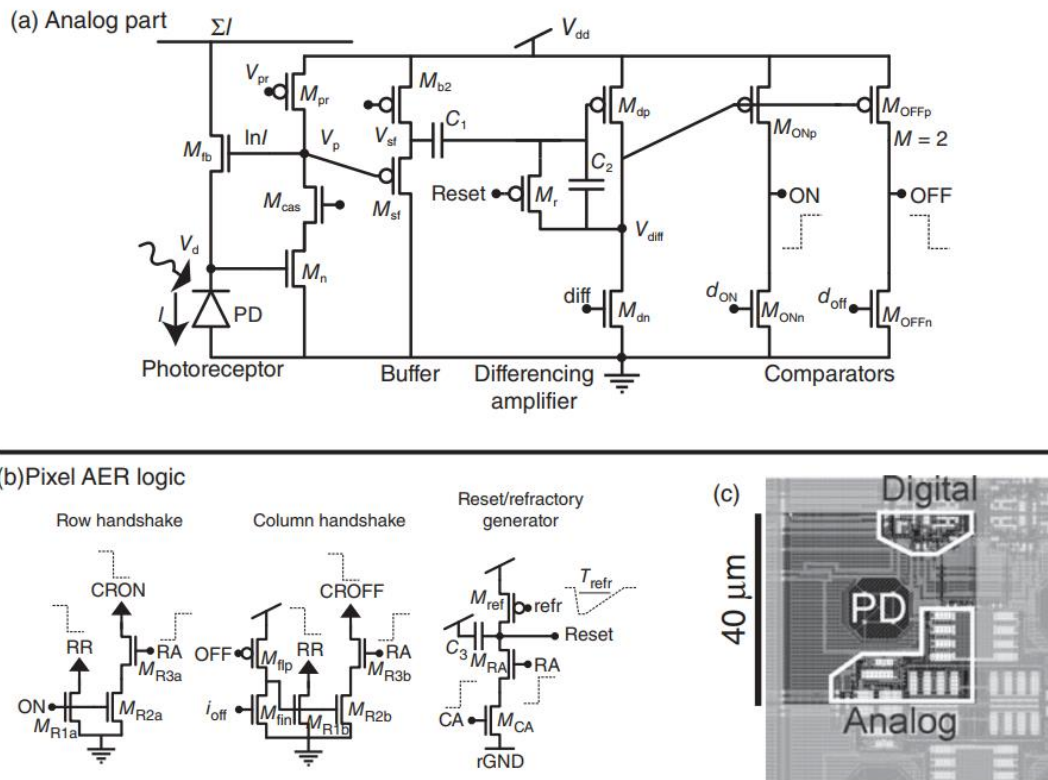 (a) Analog part
ΣI
Vdd
Vpr
Mpr
Mb2
Mdp
MONp
MOFFp
M = 2
Mfb
lnI
Vp
Vsf
C1
C2
Mcas
Msf
Reset
Mr
ON
OFF
Vd
Mn
Vdiff
I
PD
diff
Mdn
dON
MONn
doff
MOFFn
Photoreceptor
Buffer
Differencing
amplifier
Comparators
(b)Pixel AER logic
Row handshake
Column handshake
Reset/refractory
generator
CRON
RR
RA
MR3a
ON
MR1a
MR2a
CROFF
OFF
Mflp
RR
RA
MR3b
ioff
Mfin
MR1b
MR2b
Trefr
Mref
refr
C3
Reset
MRA
RA
CA
MCA
rGND
(c)
Digital
40 µm
PD
Analog